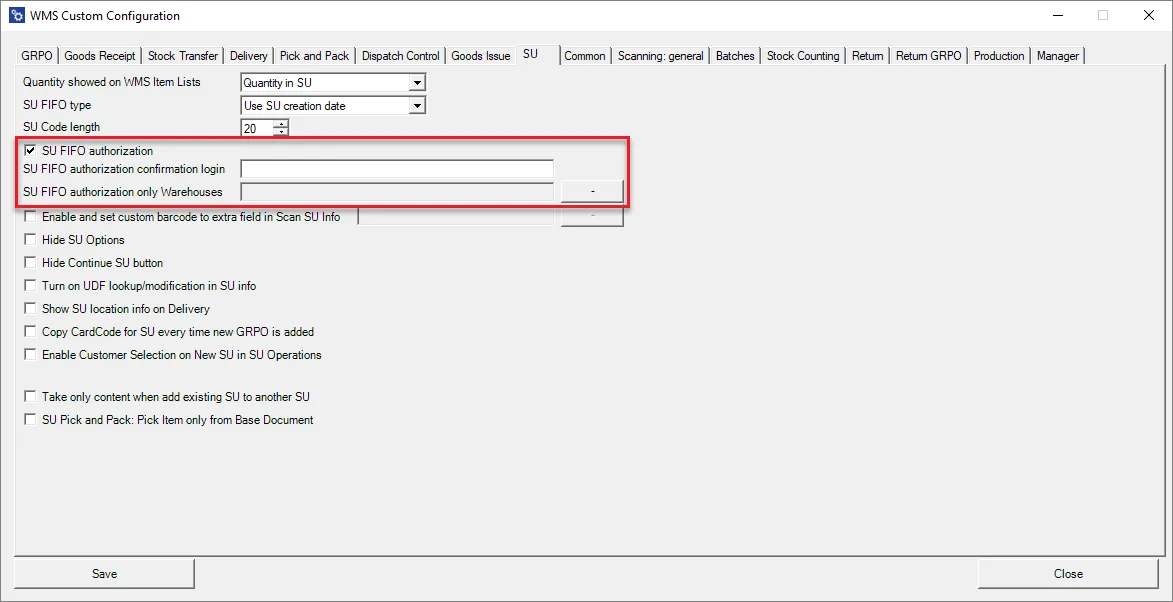 WMS Custom Configuration
GRPO Goods Receipt Stock Transfer Delivery Pick and Pack Dispatch Control Goods Issue SU Common Scanning: general Batches Stock Counting Return Return GRPO Production Manager
Quantity showed on WMS Item Lists Quantity in SU
SU FIFO type Use SU creation date
SU Code length 20
SU FIFO authorization
SU FIFO authorization confirmation login
SU FIFO authorization only Warehouses -
Enable and set custom barcode to extra field in Scan SU Info -
Hide SU Options
Hide Continue SU button
Turn on UDF lookup/modification in SU info
Show SU location info on Delivery
Copy CardCode for SU every time new GRPO is added
Enable Customer Selection on New SU in SU Operations
Take only content when add existing SU to another SU
SU Pick and Pack: Pick Item only from Base Document
Save Close